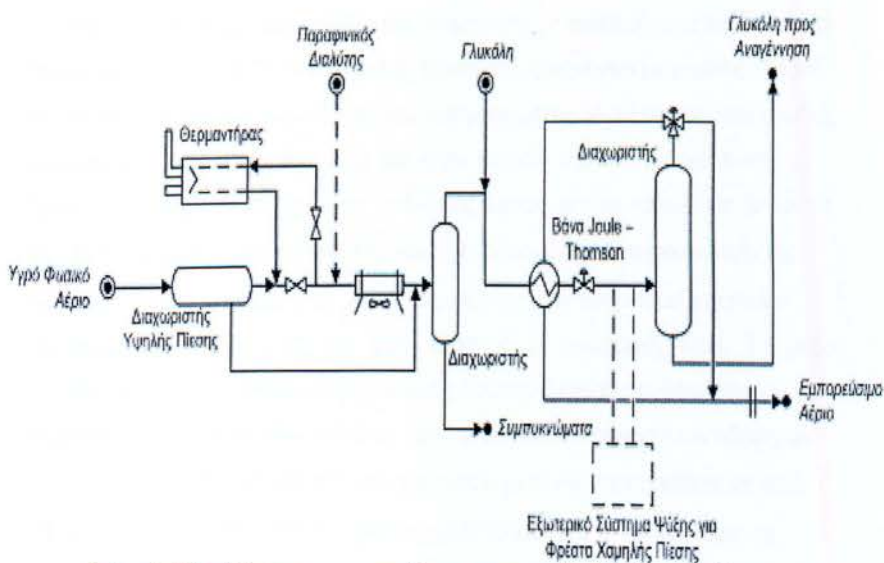 Παραφινικός
Διαλύτης
Γλυκόλη
Γλυκόλη προς
Αναγέννηση
Θερμαντήρας
Διαχωριστής
Βάνα Joule –
Thomson
Υγρό Φυσικό
Αέριο
Διαχωριστής
Υψηλής Πίεσης
Διαχωριστής
Εμπορεύσιμο
Αέριο
Συμπυκνώματα
Εξωτερικό Σύστημα Ψύξης για
Φρέατα Χαμηλής Πίεσης